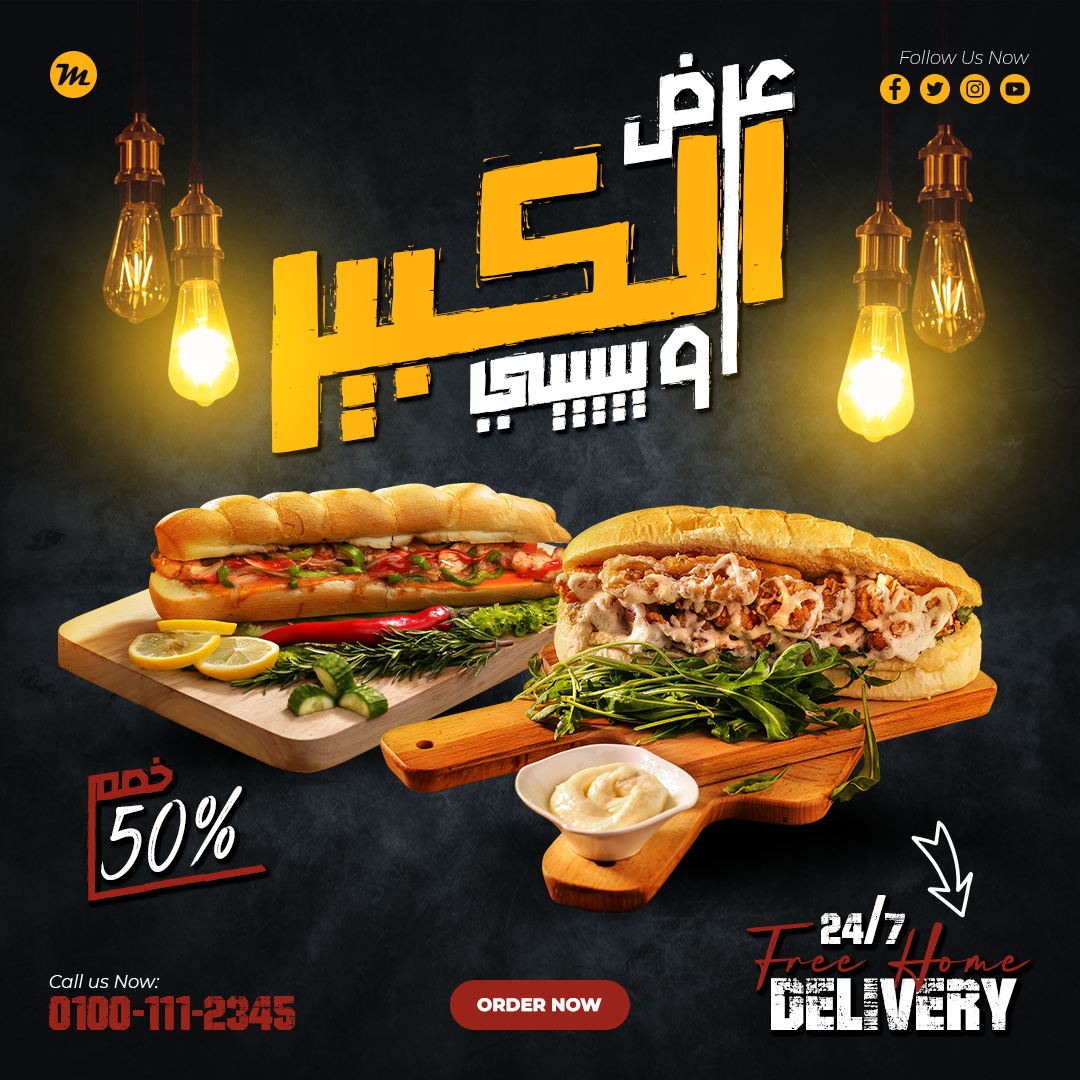 m
Follow Us Now
عرض
الكبير
اوييييي
خصم
50%
24/7
Free Home
DELIVERY
Call us Now:
0100-111-2345
ORDER NOW